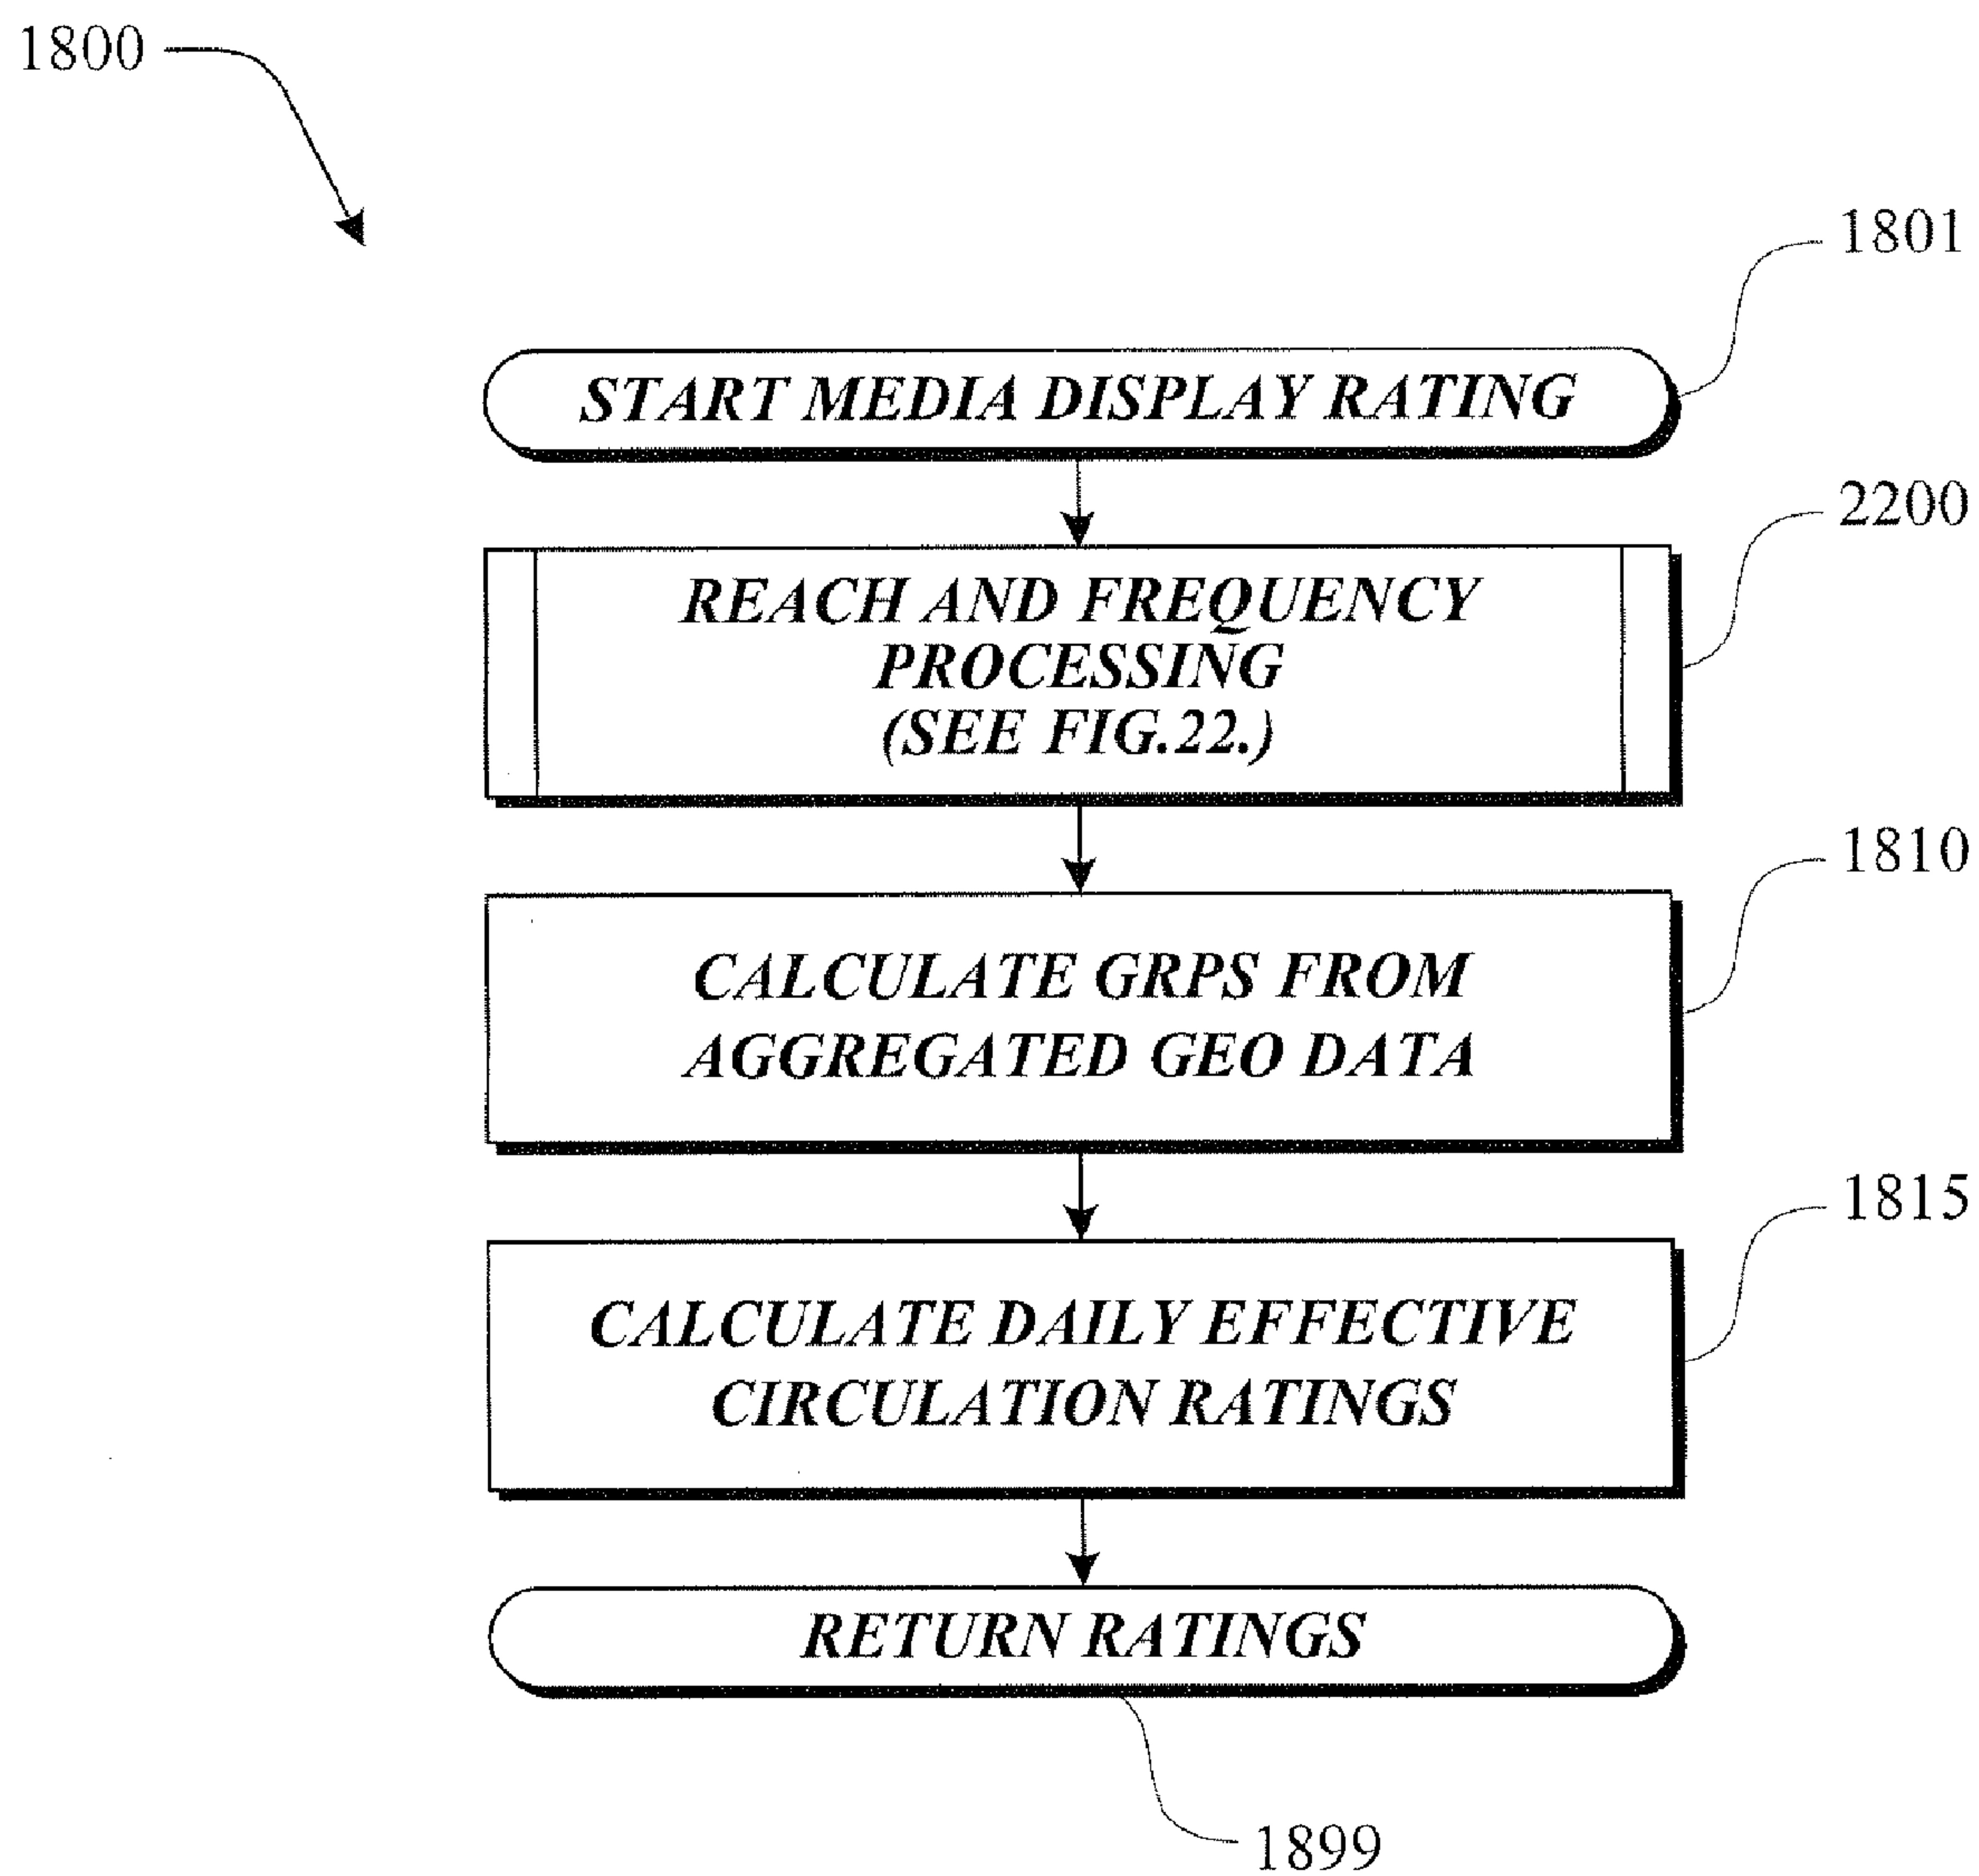 1800
1801
START MEDIA DISPLAY RATING
2200
REACH AND FREQUENCY
PROCESSING
(SEE FIG.22.)
1810
CALCULATE GRPS FROM
AGGREGATED GEO DATA
1815
CALCULATE DAILY EFFECTIVE
CIRCULATION RATINGS
RETURN RATINGS
1899